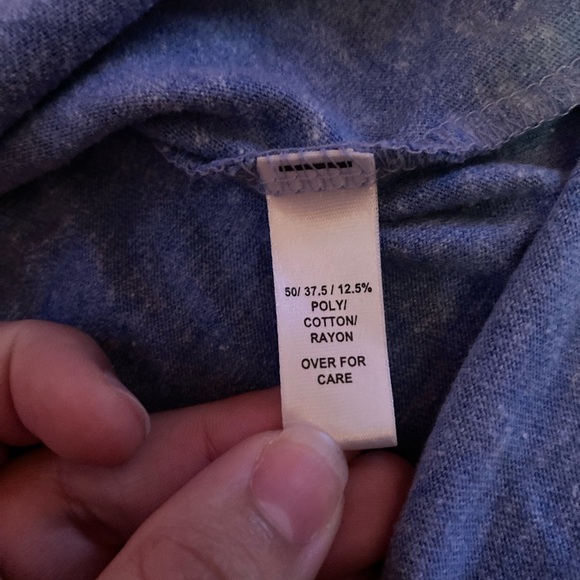 50/ 37.5 / 12.5%
POLY/
COTTON/
RAYON
OVER FOR
CARE